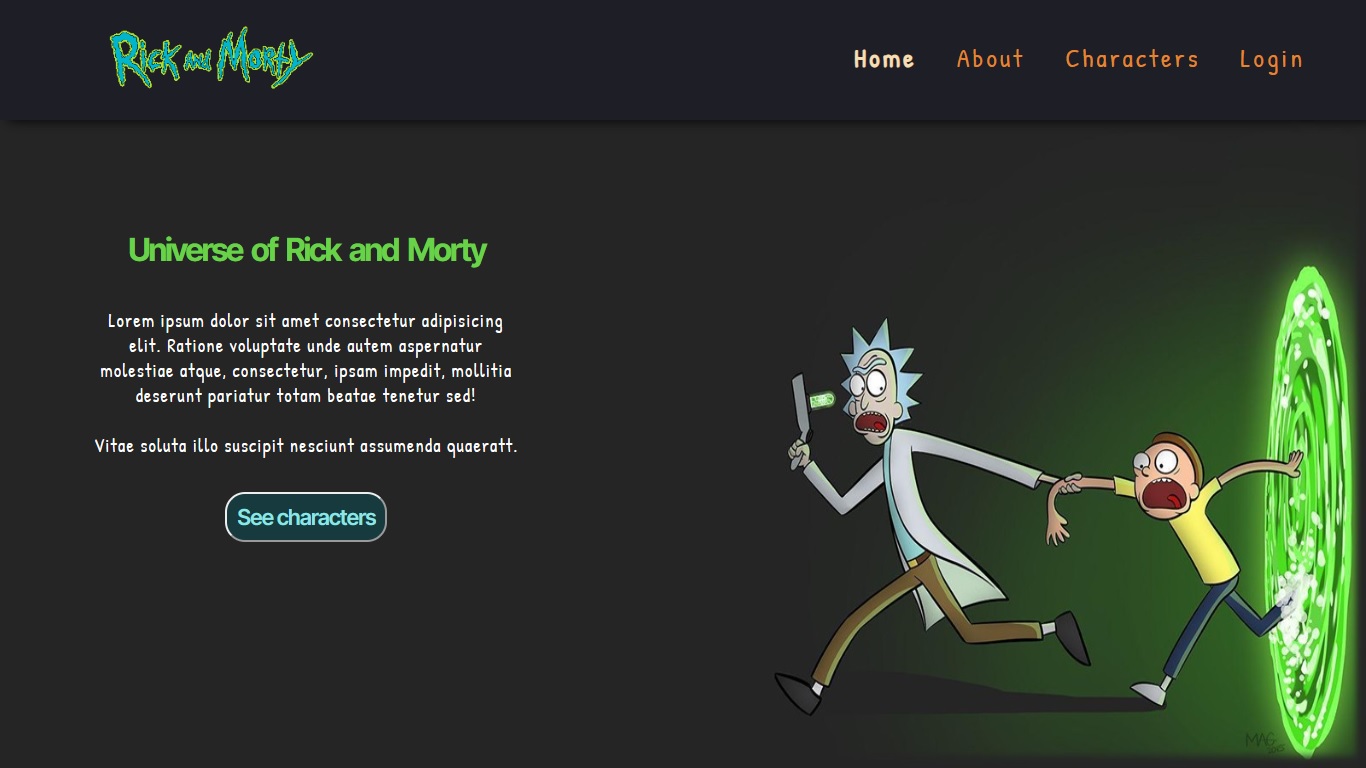 Rick and Morty
Home About Characters Login
Universe of Rick and Morty
Lorem ipsum dolor sit amet consectetur adipisicing
elit. Ratione voluptate unde autem aspernatur
molestiae atque, consectetur, ipsam impedit, mollitia
deserunt pariatur totam beatae tenetur sed!
Vitae soluta illo suscipit nesciunt assumenda quaeratt.
See characters
MAG